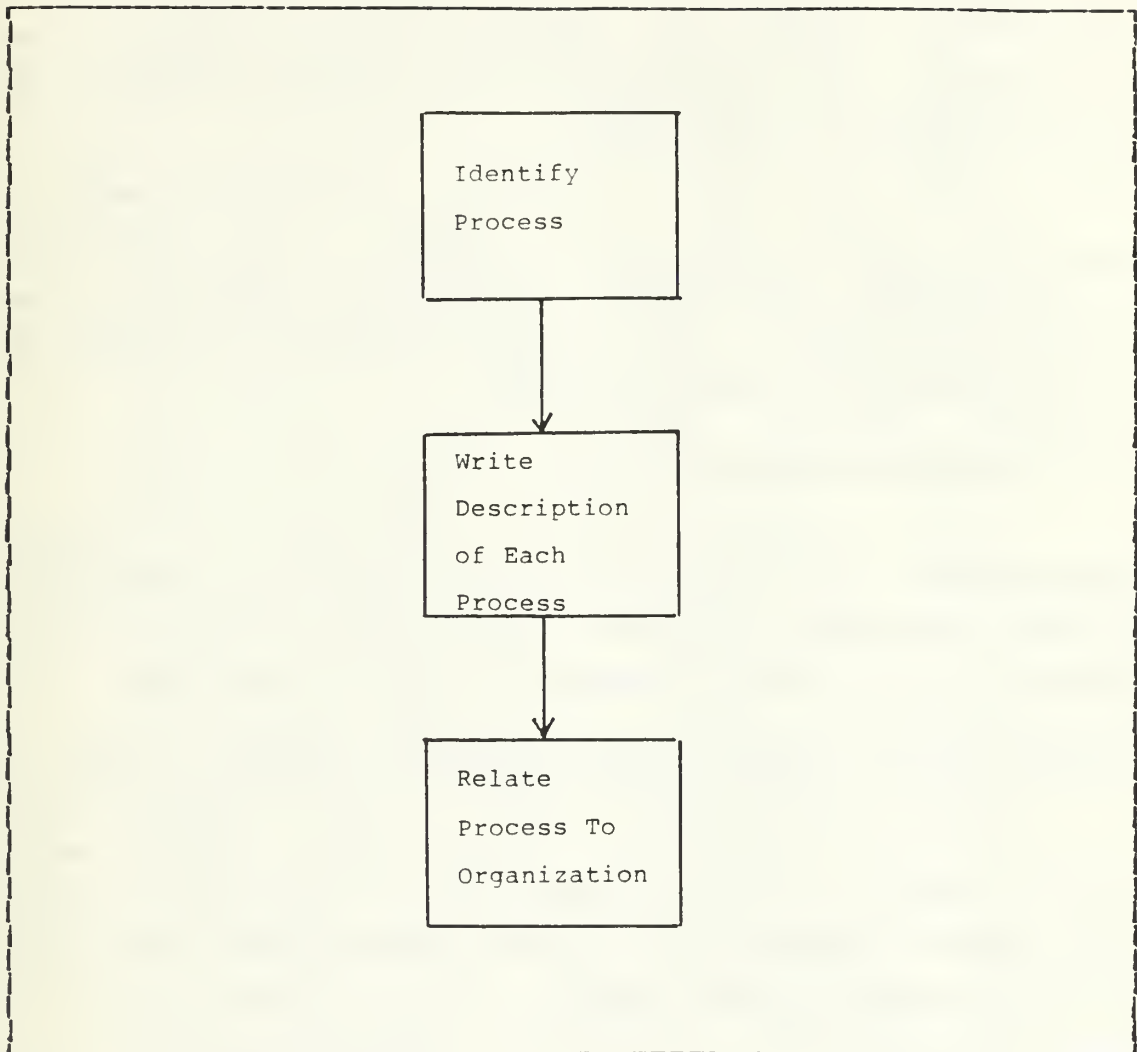 Identify
Process
Write
Description
of Each
Process
Relate
Process To
Organization